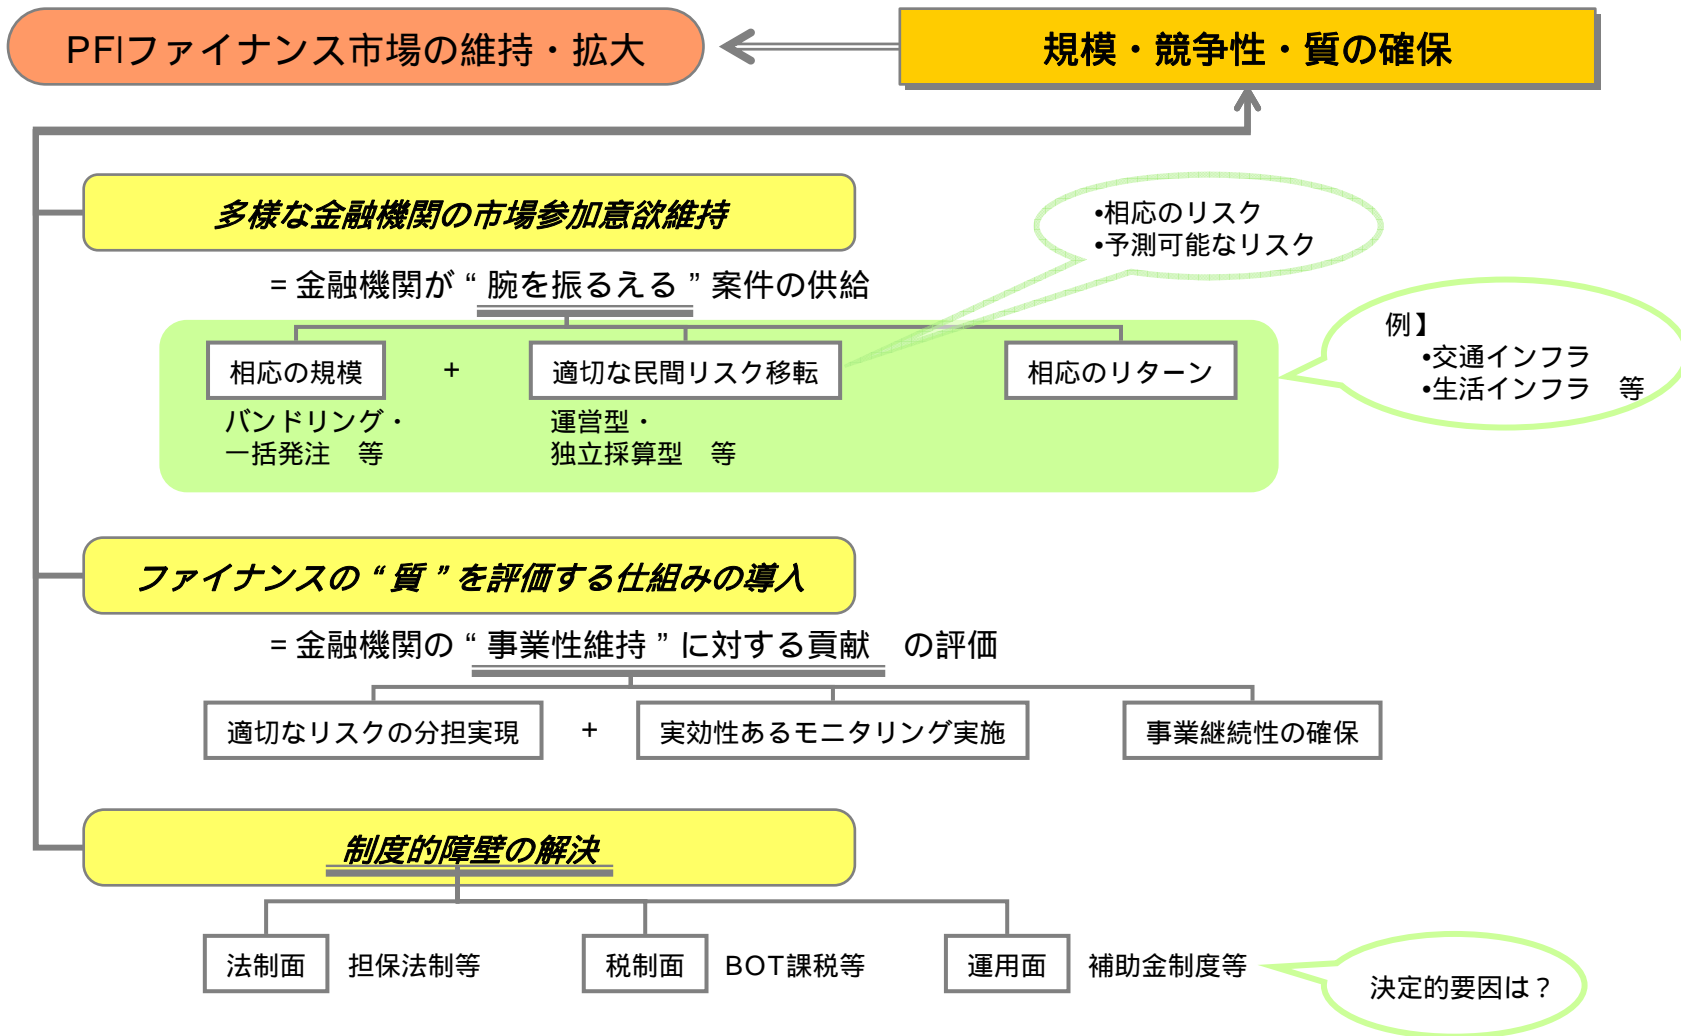 PFIファイナンス市場の維持・拡大
規模・競争性・質の確保
多様な金融機関の市場参加意欲維持
•相応のリスク
•予測可能なリスク
= 金融機関が “ 腕を振るえる ” 案件の供給
例】
•交通インフラ
•生活インフラ　等
相応の規模
+
適切な民間リスク移転
相応のリターン
バンドリング・
一括発注　等
運営型・
独立採算型　等
ファイナンスの “ 質 ” を評価する仕組みの導入
= 金融機関の “ 事業性維持 ” に対する貢献　の評価
適切なリスクの分担実現
+
実効性あるモニタリング実施
事業継続性の確保
制度的障壁の解決
法制面
担保法制等
税制面
BOT課税等
運用面
補助金制度等
決定的要因は？